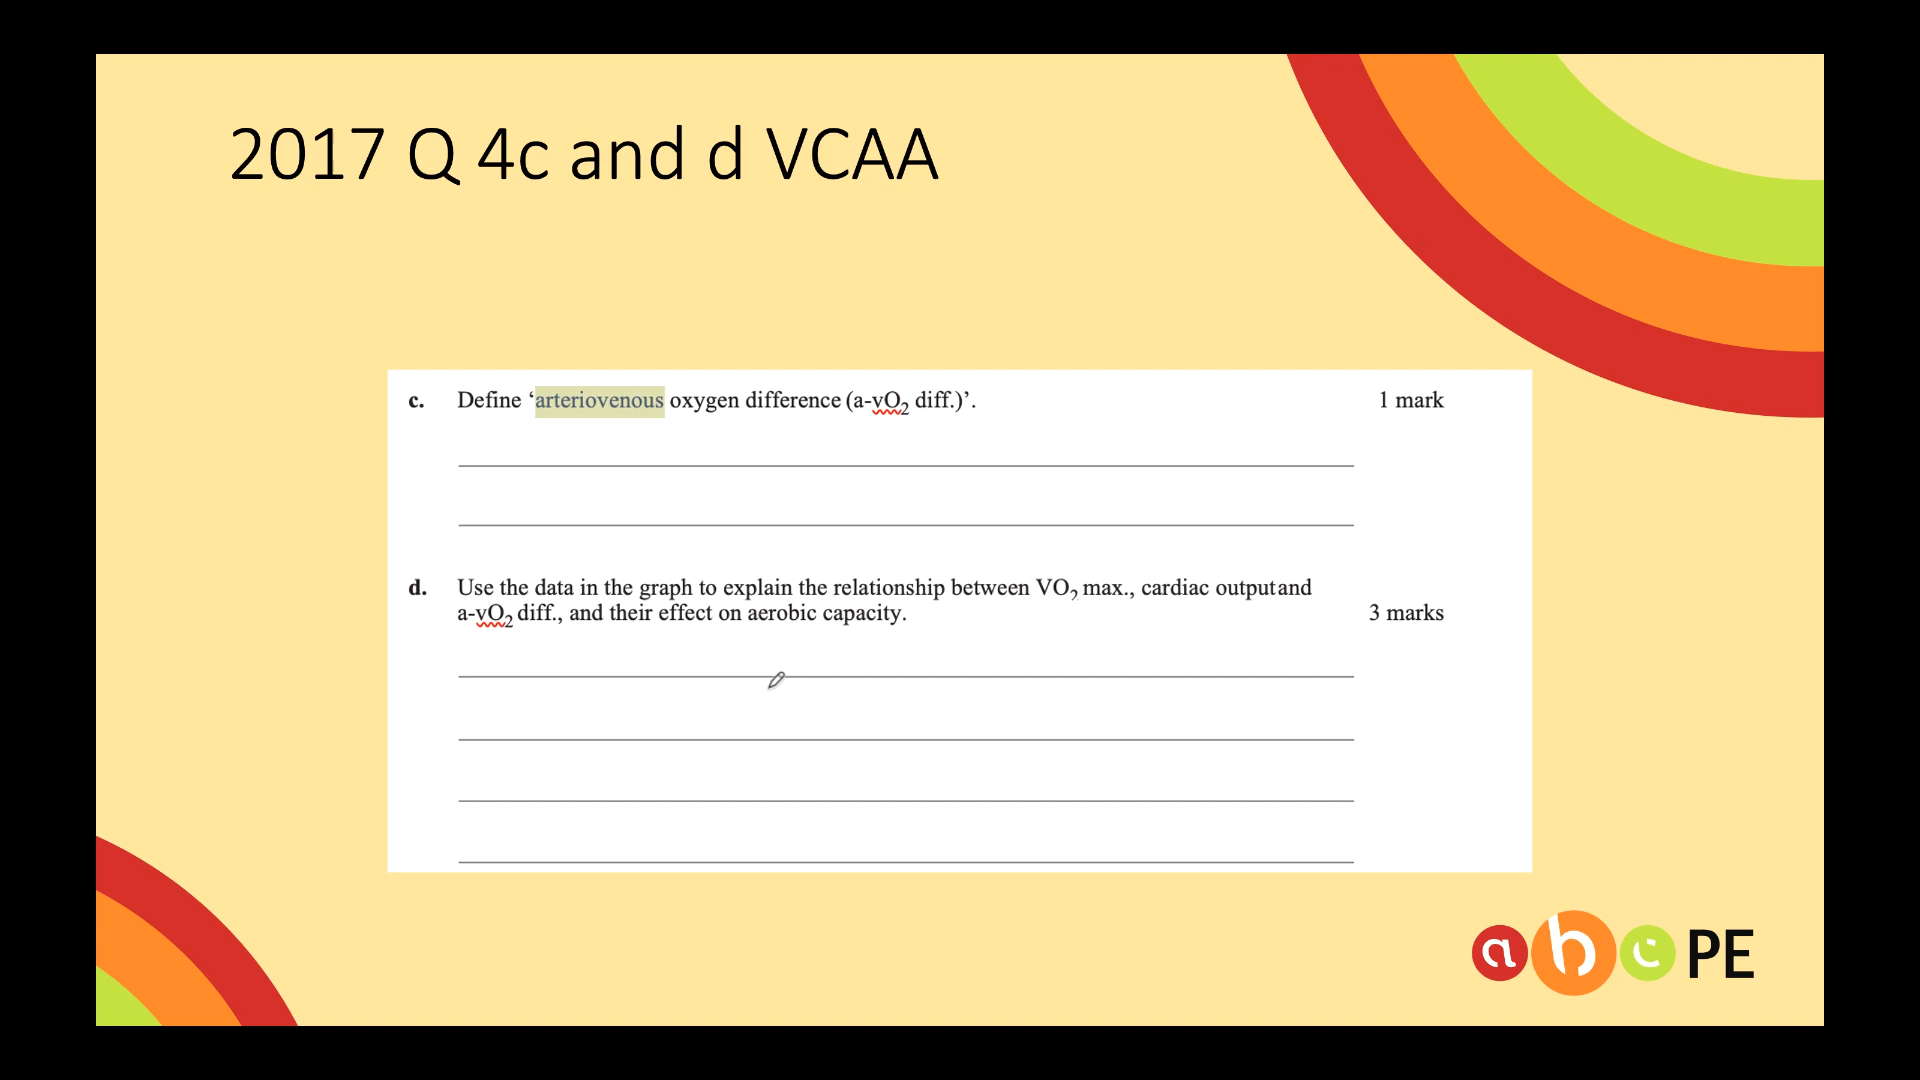 2017 Q 4c and d VCAA
c. Define ‘arteriovenous oxygen difference (a-vO₂ diff.)’. 1 mark
d. Use the data in the graph to explain the relationship between VO₂ max., cardiac output and
a-vO₂ diff., and their effect on aerobic capacity. 3 marks
abc PE